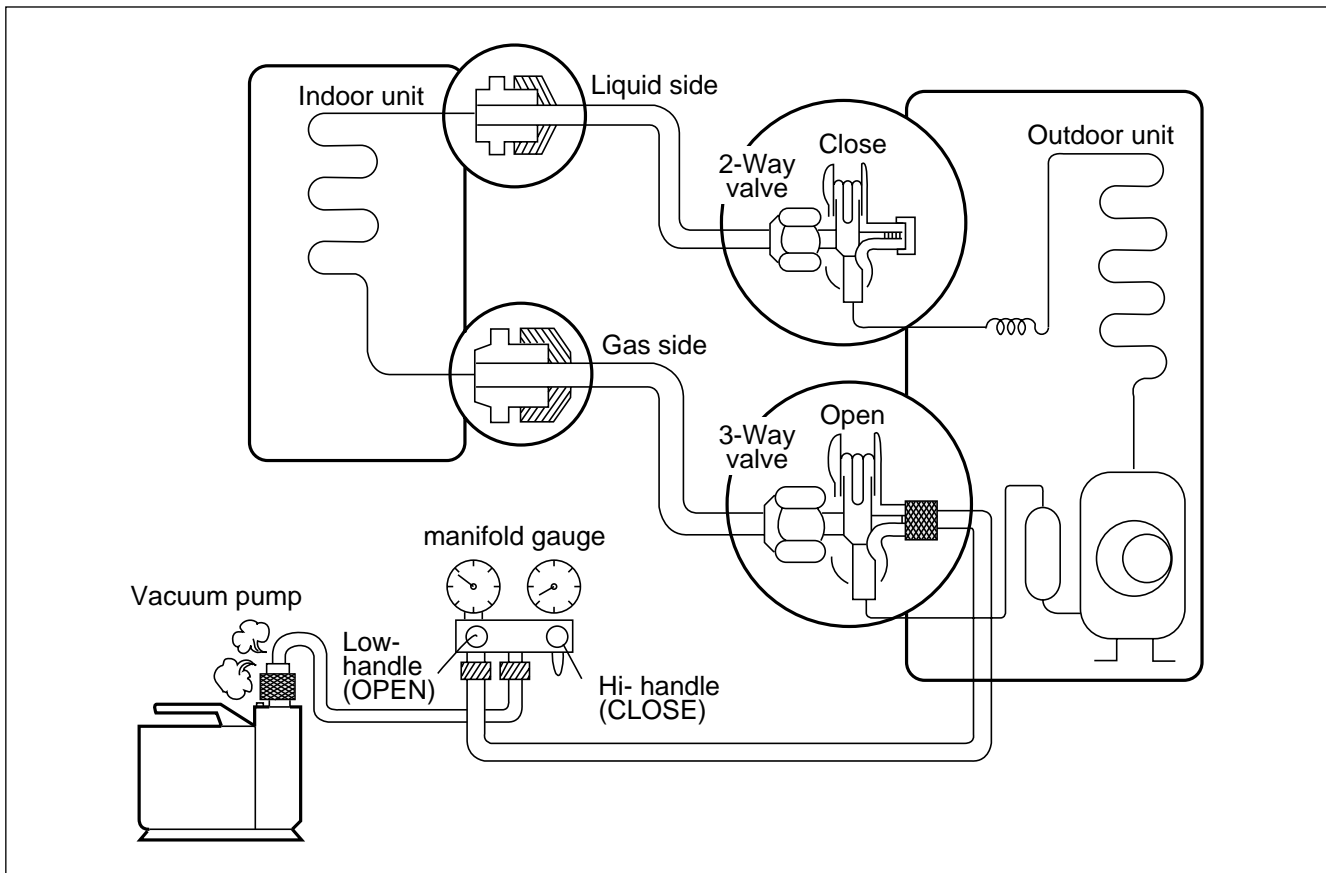 Indoor unit
Liquid side
Outdoor unit
Close
2-Way
valve
Gas side
Open
3-Way
valve
manifold gauge
Vacuum pump
Low-
handle
(OPEN)
Hi- handle
(CLOSE)